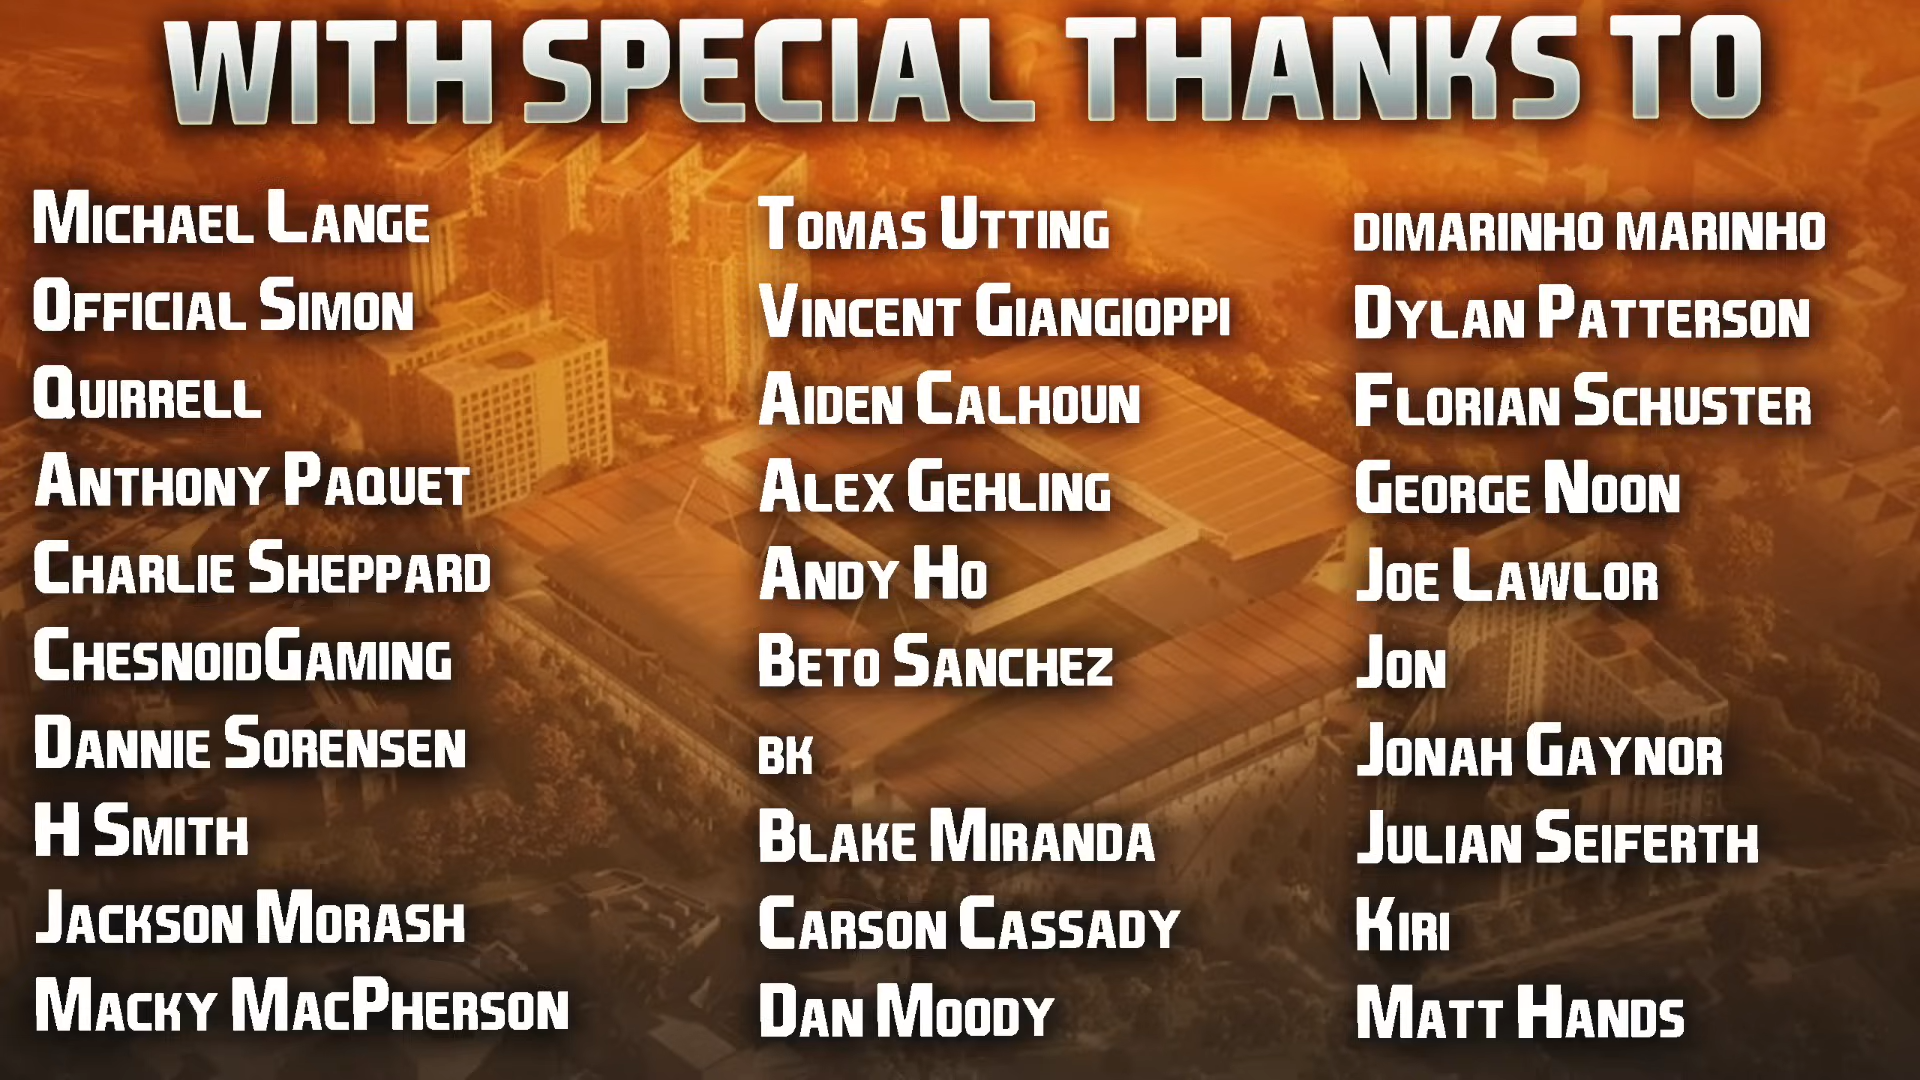 WITH SPECIAL THANKS TO
Michael Lange
Official Simon
Quirrell
Anthony Paquet
Charlie Sheppard
ChesnoidGaming
Dannie Sorensen
H Smith
Jackson Morash
Macky MacPherson
Tomas Utting
Vincent Giangioppi
Aiden Calhoun
Alex Gehling
Andy Ho
Beto Sanchez
bk
Blake Miranda
Carson Cassady
Dan Moody
dimarinho marinho
Dylan Patterson
Florian Schuster
George Noon
Joe Lawlor
Jon
Jonah Gaynor
Julian Seiferth
Kiri
Matt Hands